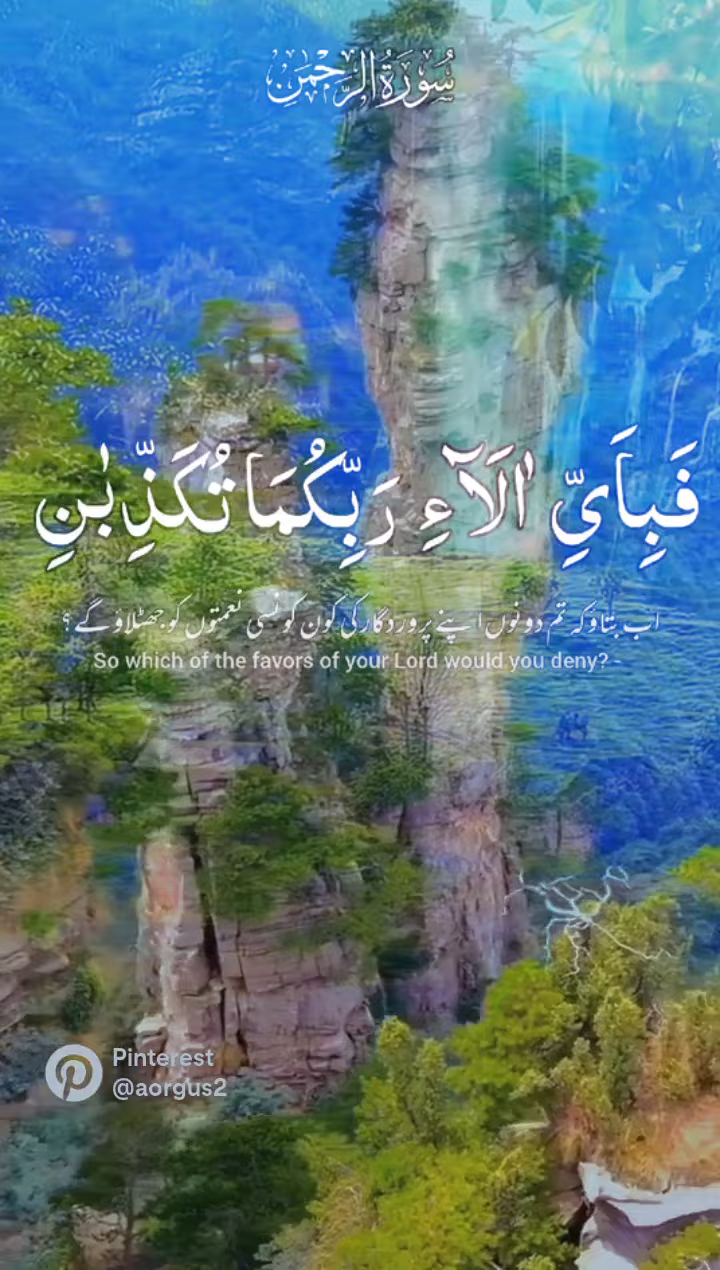 سُورَةُ الرَّحْمٰن
فَبِاَىِّ اٰلَآءِ رَبِّكُمَا تُكَذِّبٰنِ
اب بتاؤ کہ تم دونوں اپنے پروردگار کی کون کونسی نعمتوں کو جھٹلاؤ گے ؟
So which of the favors of your Lord would you deny? -
Pinterest
@aorgus2